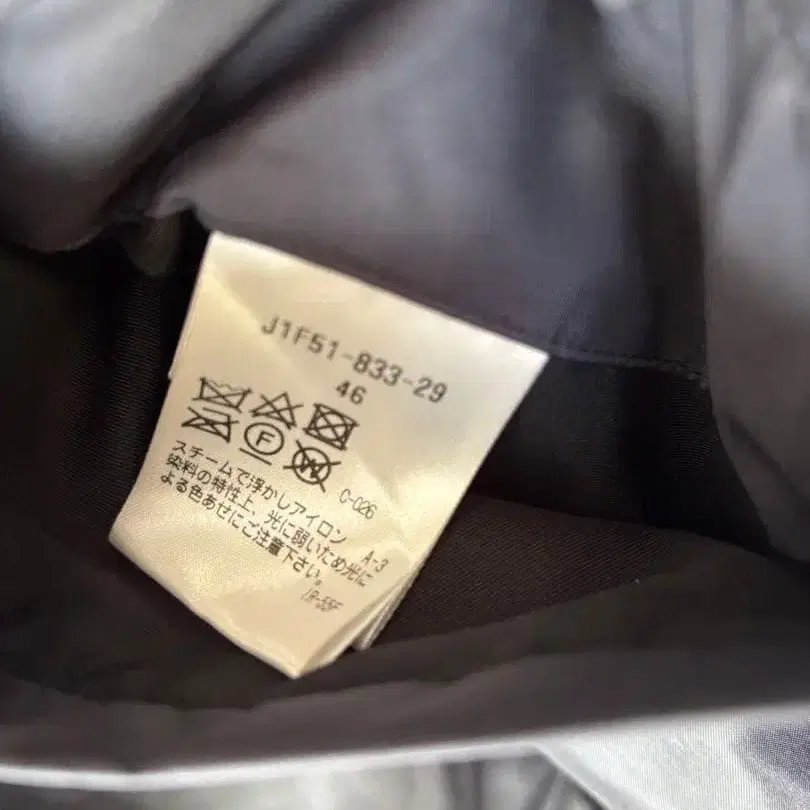 J1F51-833-29
46
F
W
C-026
スチームで浮かしアイロン
A-3
染料の特性上、光に弱いため光に
よる色あせにご注意下さい。
LR-55F